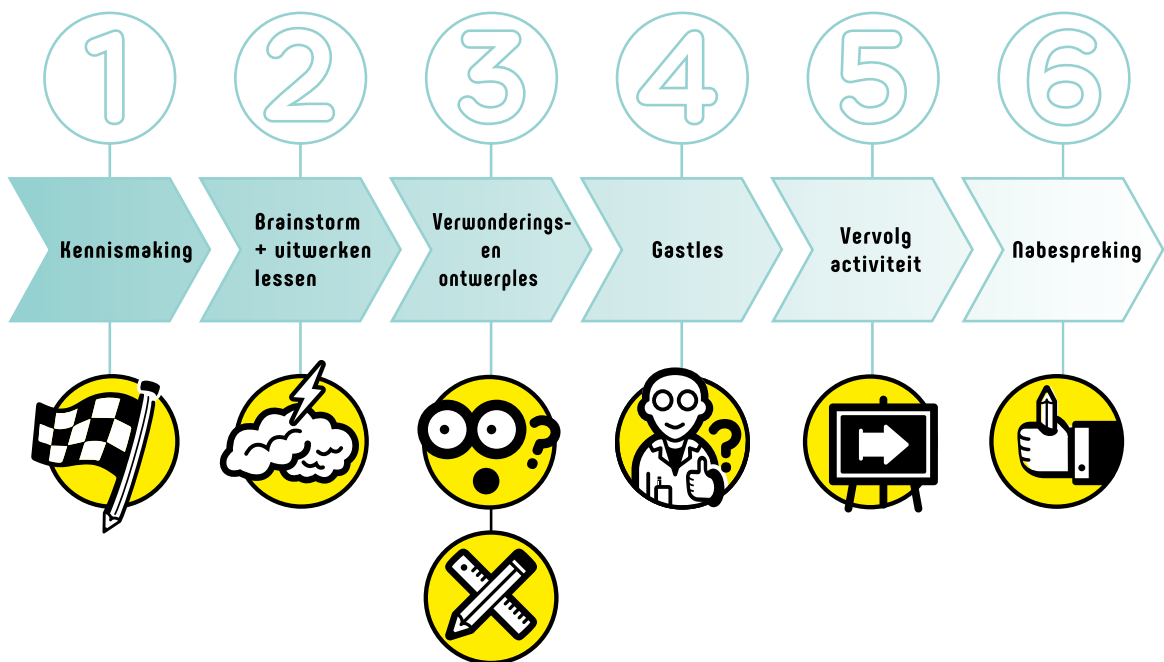 1
2
3
4
5
6
Kennismaking
Brainstorm
+ uitwerken
lessen
Verwonderings-
en
ontwerples
Gastles
Vervolg
activiteit
Nabespreking
?
?